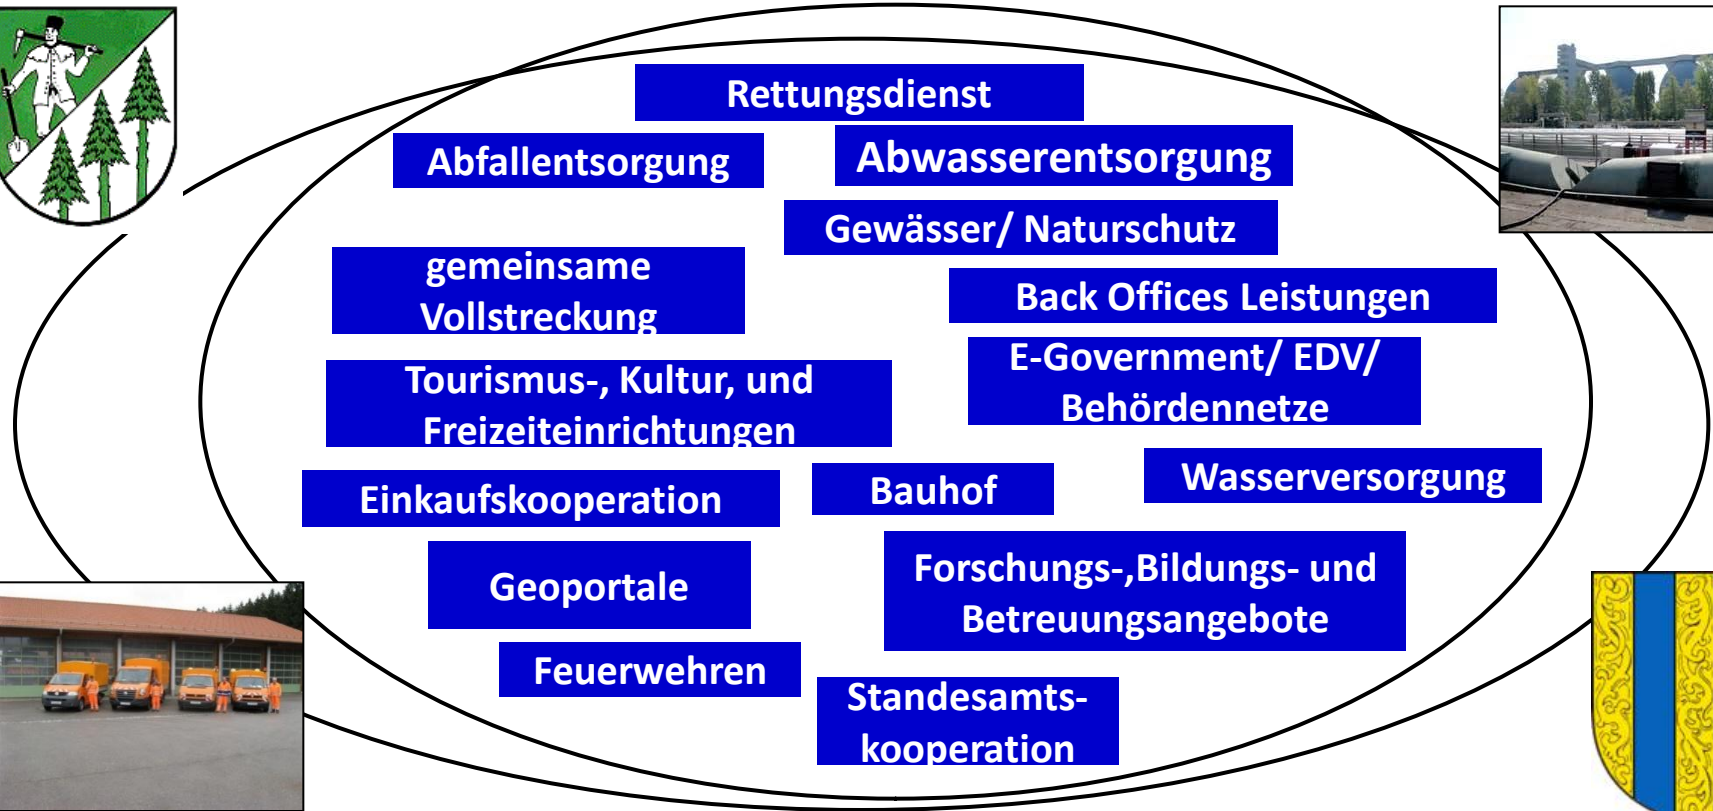 Rettungsdienst
Abfallentsorgung
Abwasserentsorgung
Gewässer/ Naturschutz
gemeinsame
Vollstreckung
Back Offices Leistungen
E-Government/ EDV/
Behördennetze
Tourismus-, Kultur, und
Freizeiteinrichtungen
Wasserversorgung
Einkaufskooperation
Bauhof
Forschungs-,Bildungs- und
Betreuungsangebote
Geoportale
Feuerwehren
Standesamts-
kooperation